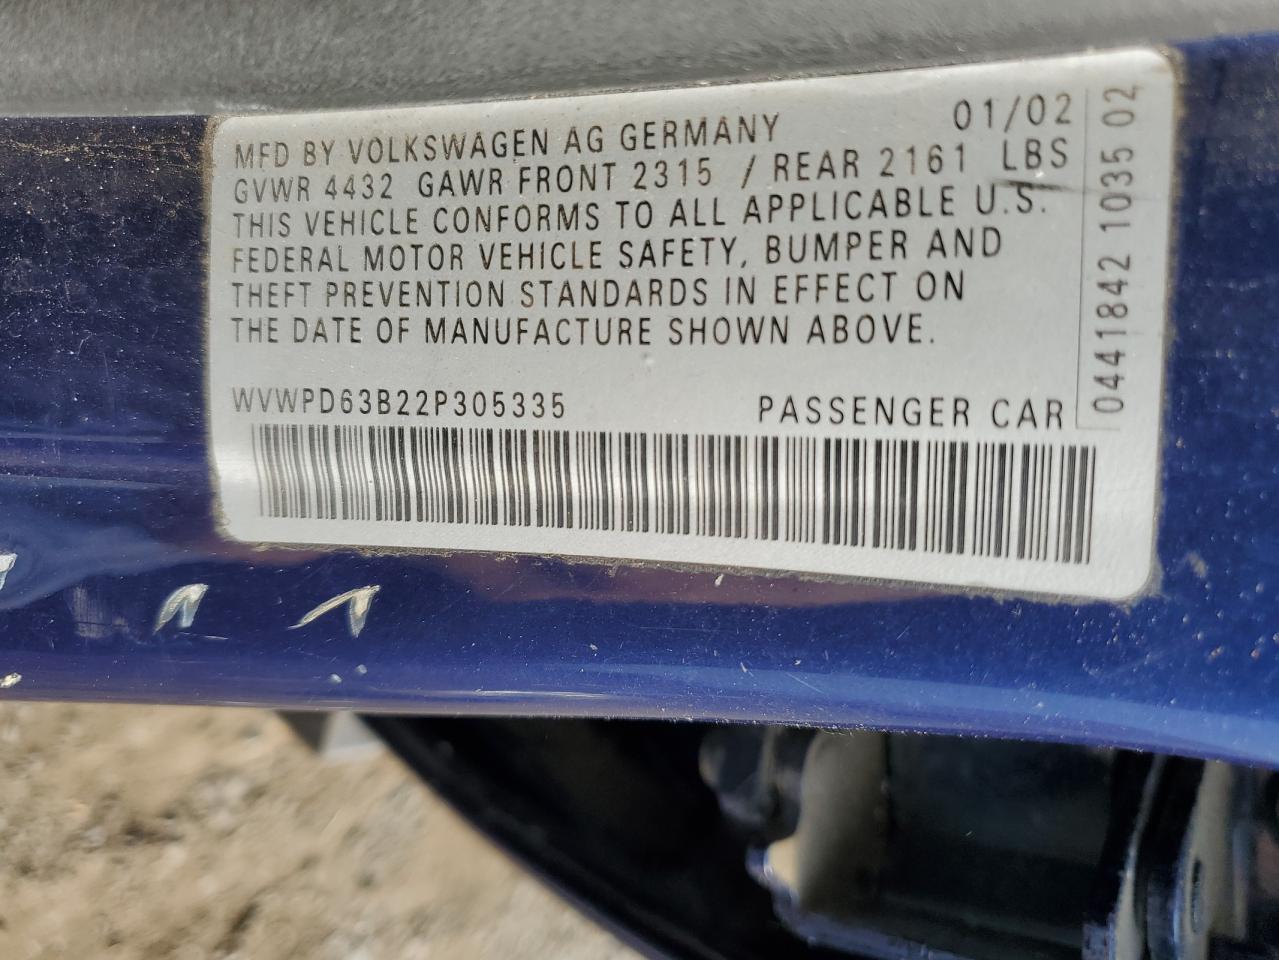 MFD BY VOLKSWAGEN AG GERMANY 01/02
GVWR 4432 GAWR FRONT 2315 / REAR 2161 LBS
THIS VEHICLE CONFORMS TO ALL APPLICABLE U.S.
FEDERAL MOTOR VEHICLE SAFETY, BUMPER AND
THEFT PREVENTION STANDARDS IN EFFECT ON
THE DATE OF MANUFACTURE SHOWN ABOVE.
WVWPD63B22P305335 PASSENGER CAR
0441842 1035 02